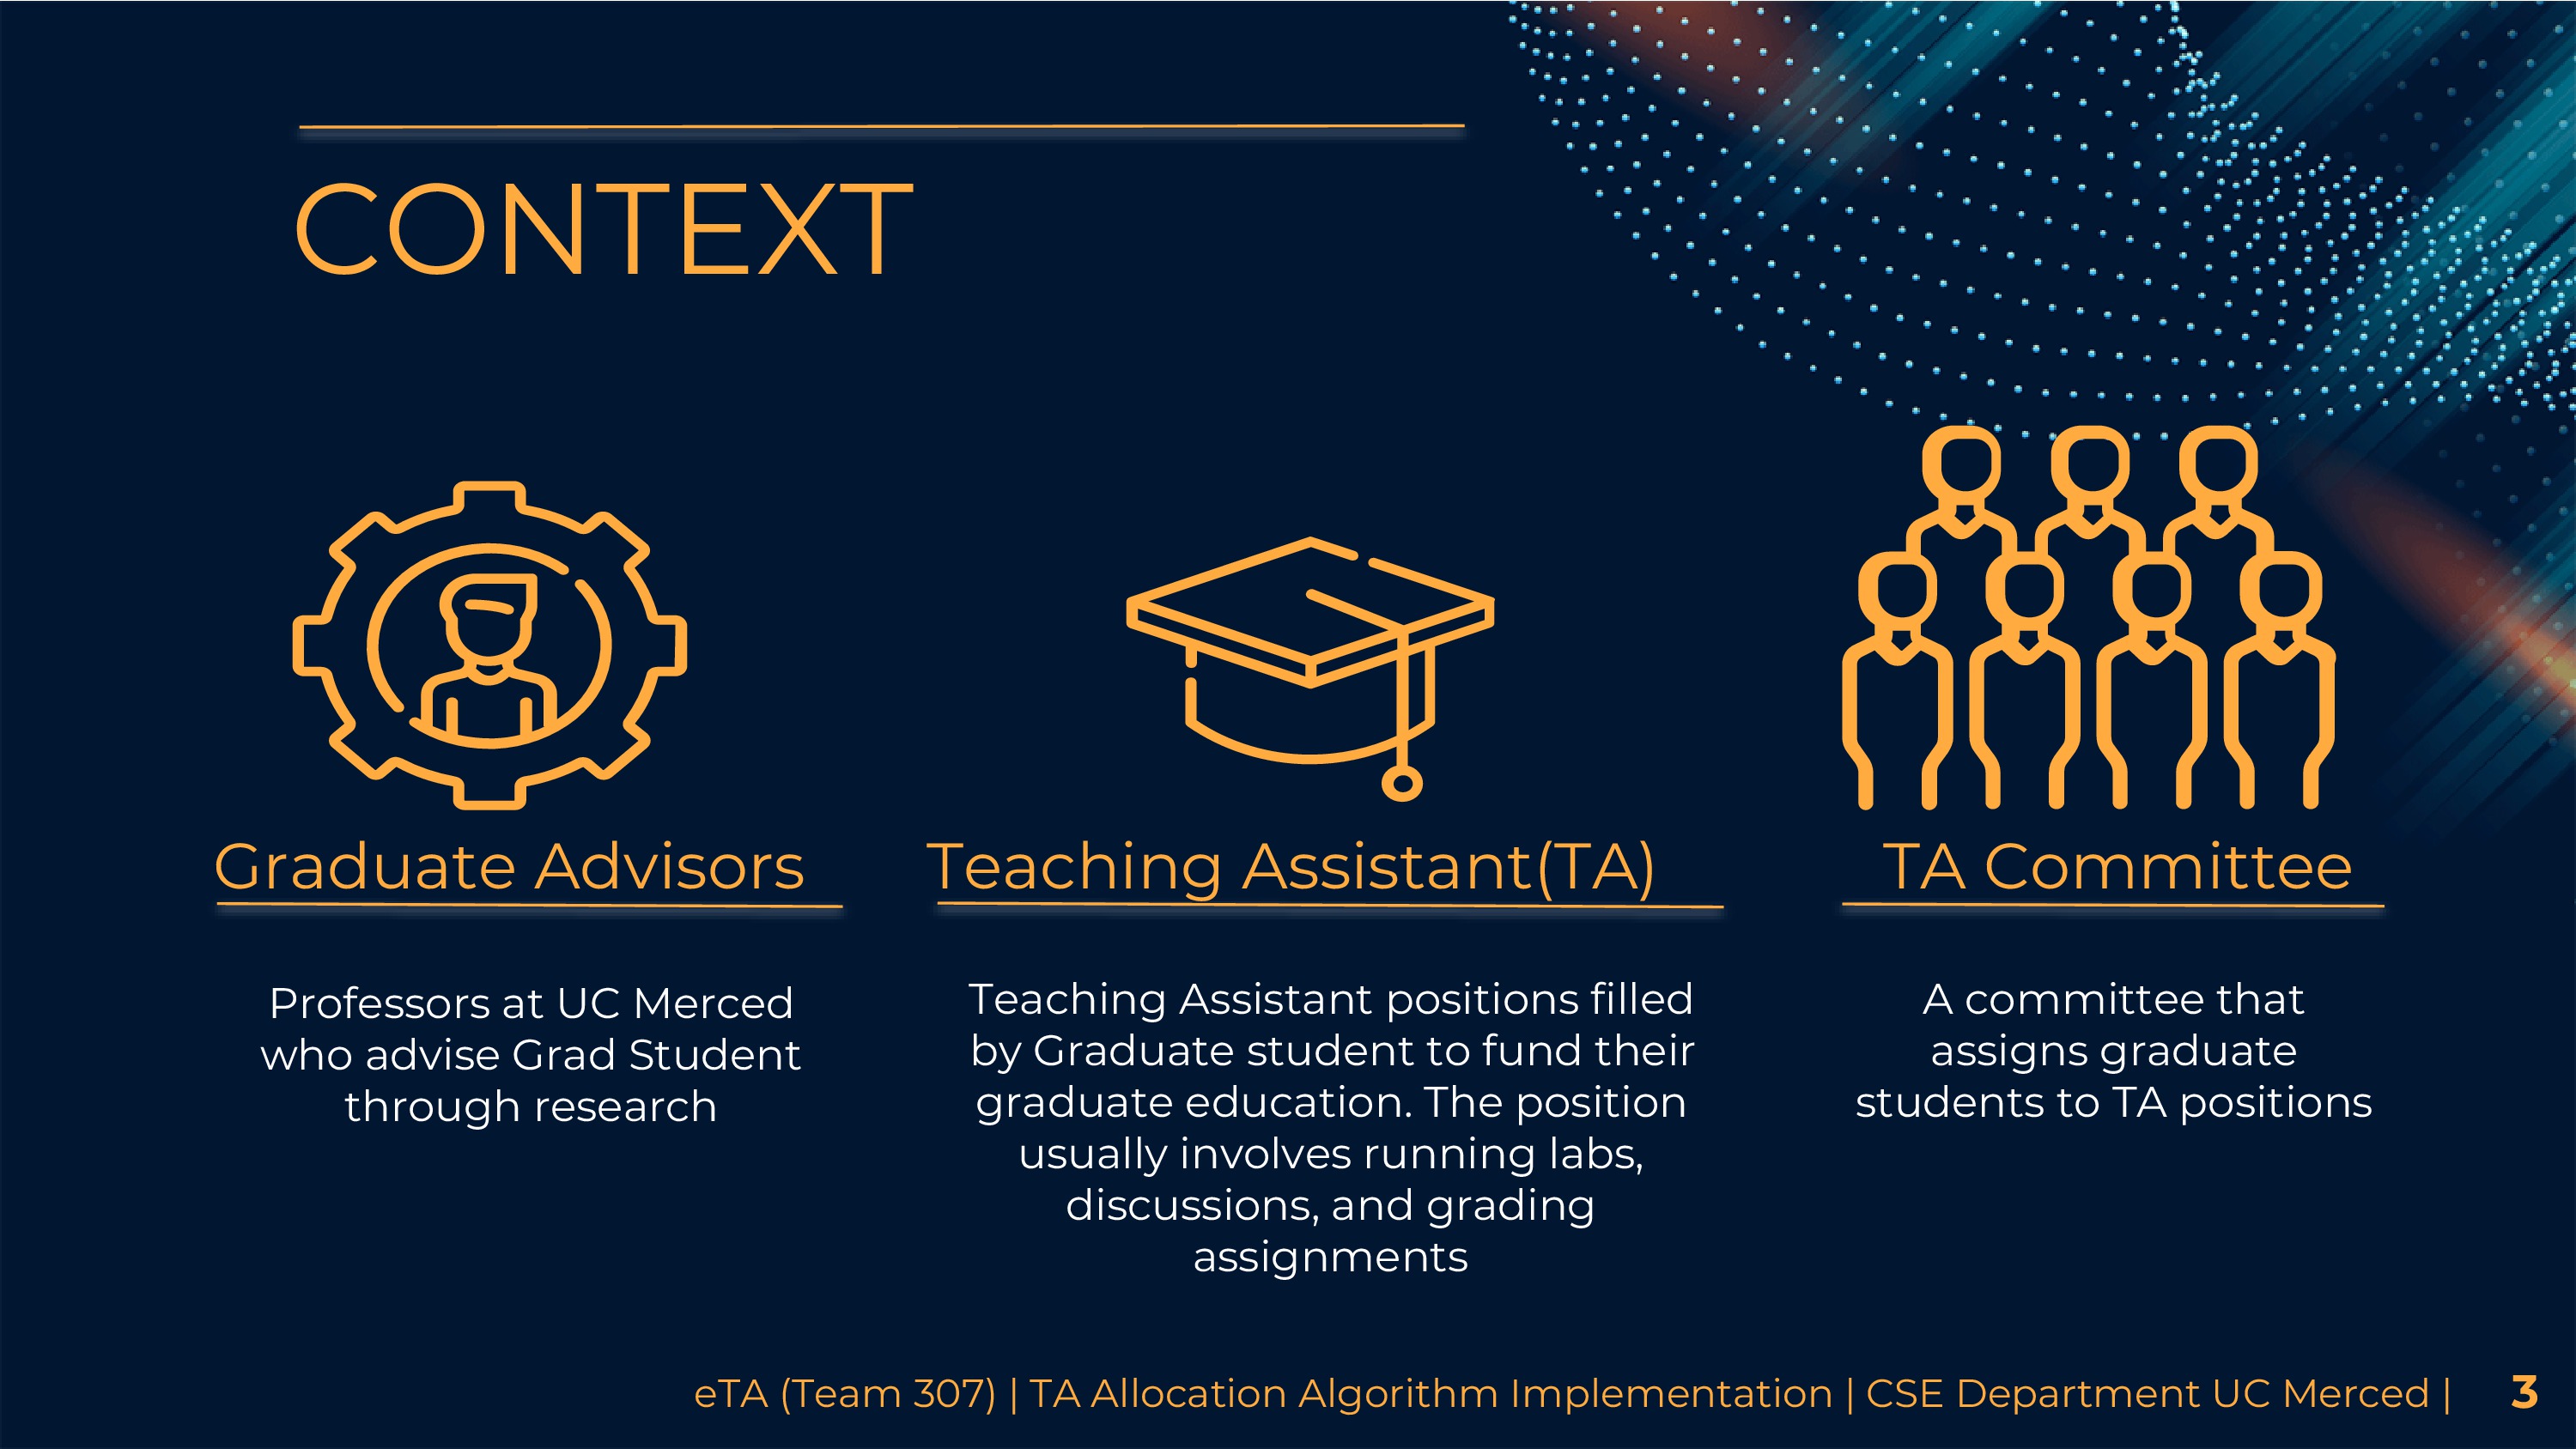 CONTEXT
Graduate Advisors
Professors at UC Merced
who advise Grad Student
through research
Teaching Assistant(TA)
Teaching Assistant positions filled
by Graduate student to fund their
graduate education. The position
usually involves running labs,
discussions, and grading
assignments
TA Committee
A committee that
assigns graduate
students to TA positions
eTA (Team 307) | TA Allocation Algorithm Implementation | CSE Department UC Merced | 3